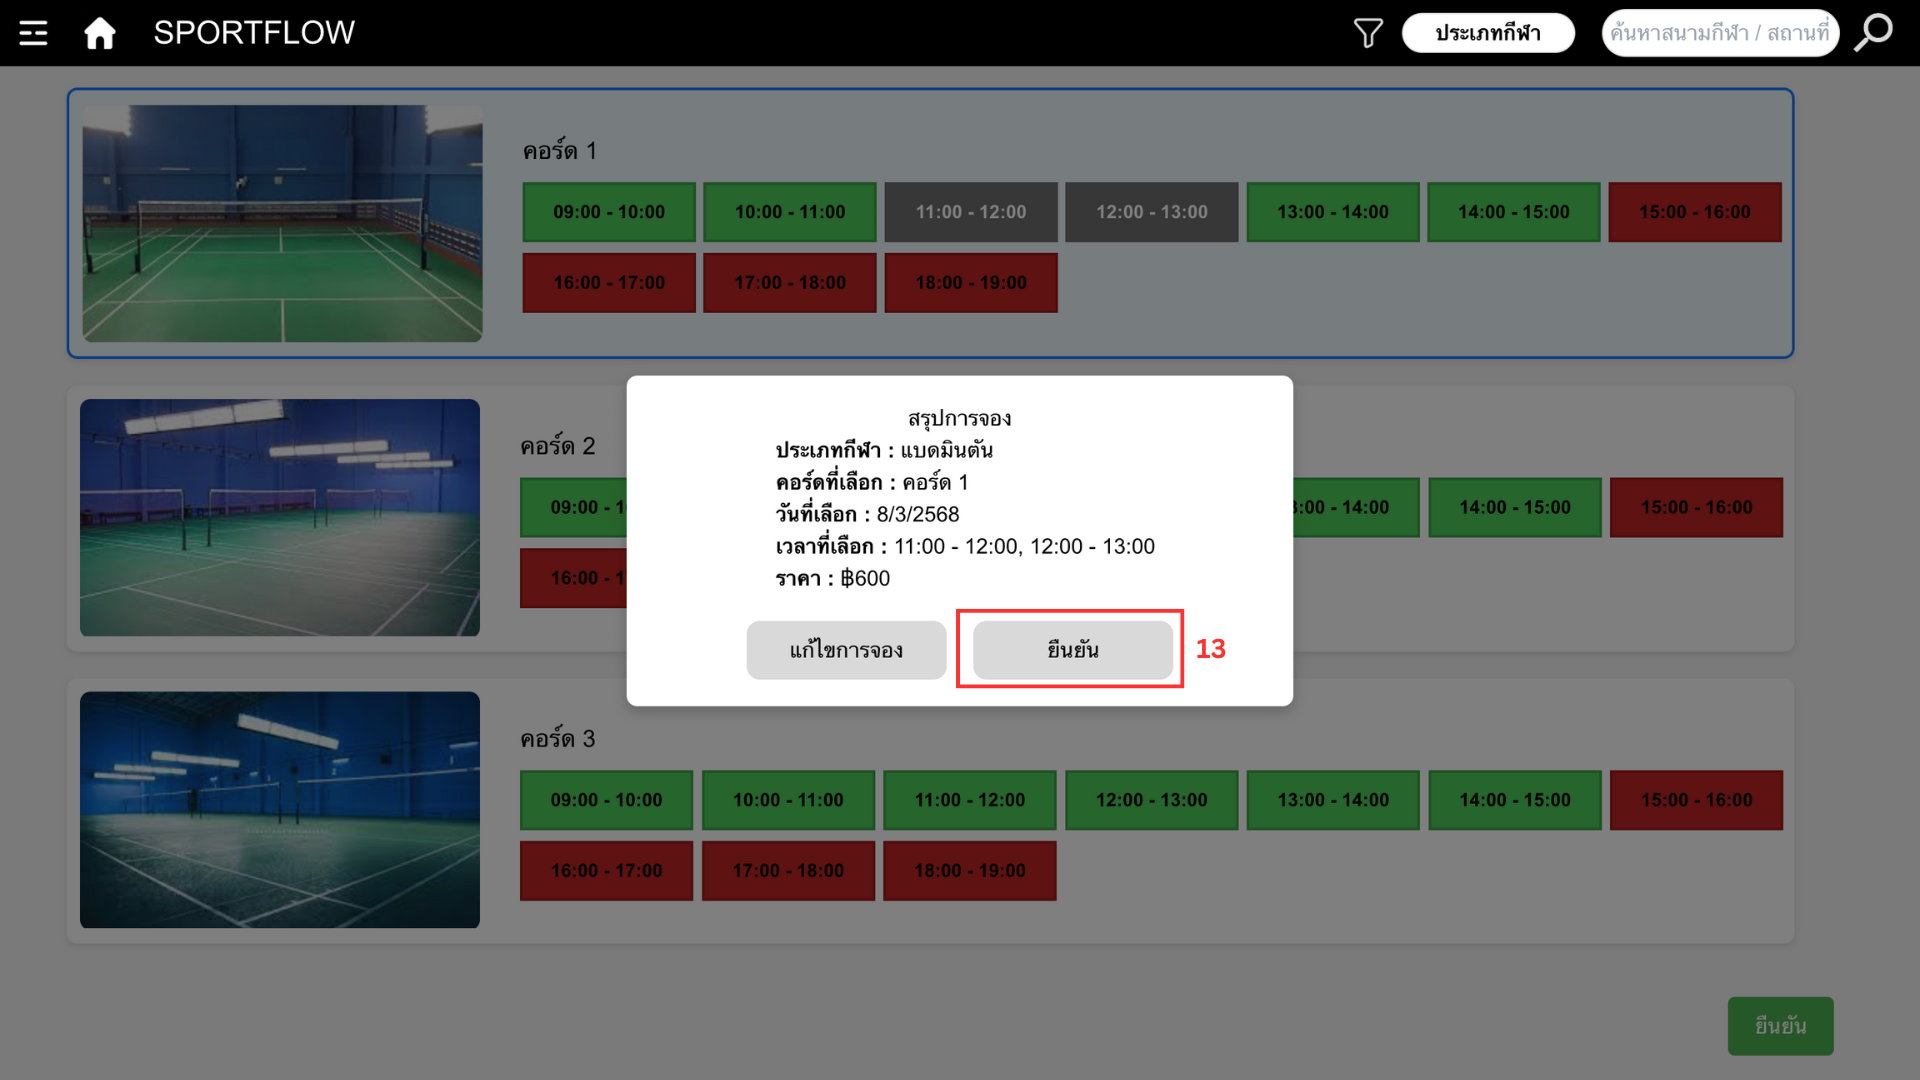 SPORTFLOW
ประเภทกีฬา
ค้นหาสนามกีฬา / สถานที่
คอร์ด 1
09:00 - 10:00 10:00 - 11:00 11:00 - 12:00 12:00 - 13:00 13:00 - 14:00 14:00 - 15:00 15:00 - 16:00
16:00 - 17:00 17:00 - 18:00 18:00 - 19:00
คอร์ด 2
09:00 - 1 :00 - 14:00 14:00 - 15:00 15:00 - 16:00
16:00 - 1
สรุปการจอง
ประเภทกีฬา : แบดมินตัน
คอร์ดที่เลือก : คอร์ด 1
วันที่เลือก : 8/3/2568
เวลาที่เลือก : 11:00 - 12:00, 12:00 - 13:00
ราคา : ฿600
แก้ไขการจอง ยืนยัน 13
คอร์ด 3
09:00 - 10:00 10:00 - 11:00 11:00 - 12:00 12:00 - 13:00 13:00 - 14:00 14:00 - 15:00 15:00 - 16:00
16:00 - 17:00 17:00 - 18:00 18:00 - 19:00
ยืนยัน